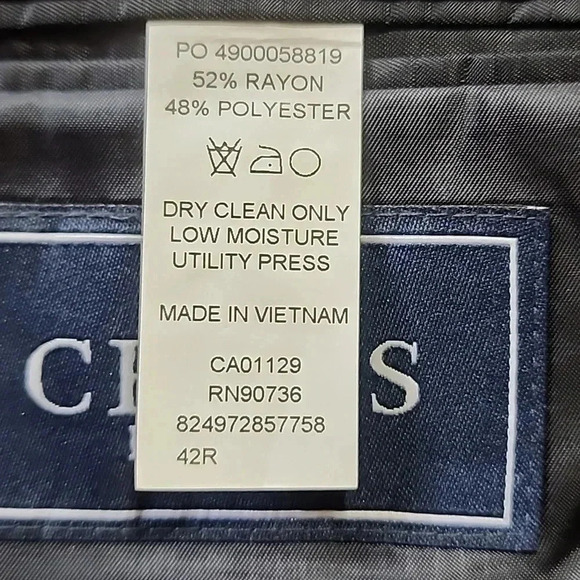 PO 4900058819
52% RAYON
48% POLYESTER
DRY CLEAN ONLY
LOW MOISTURE
UTILITY PRESS
MADE IN VIETNAM
CA01129
RN90736
824972857758
42R